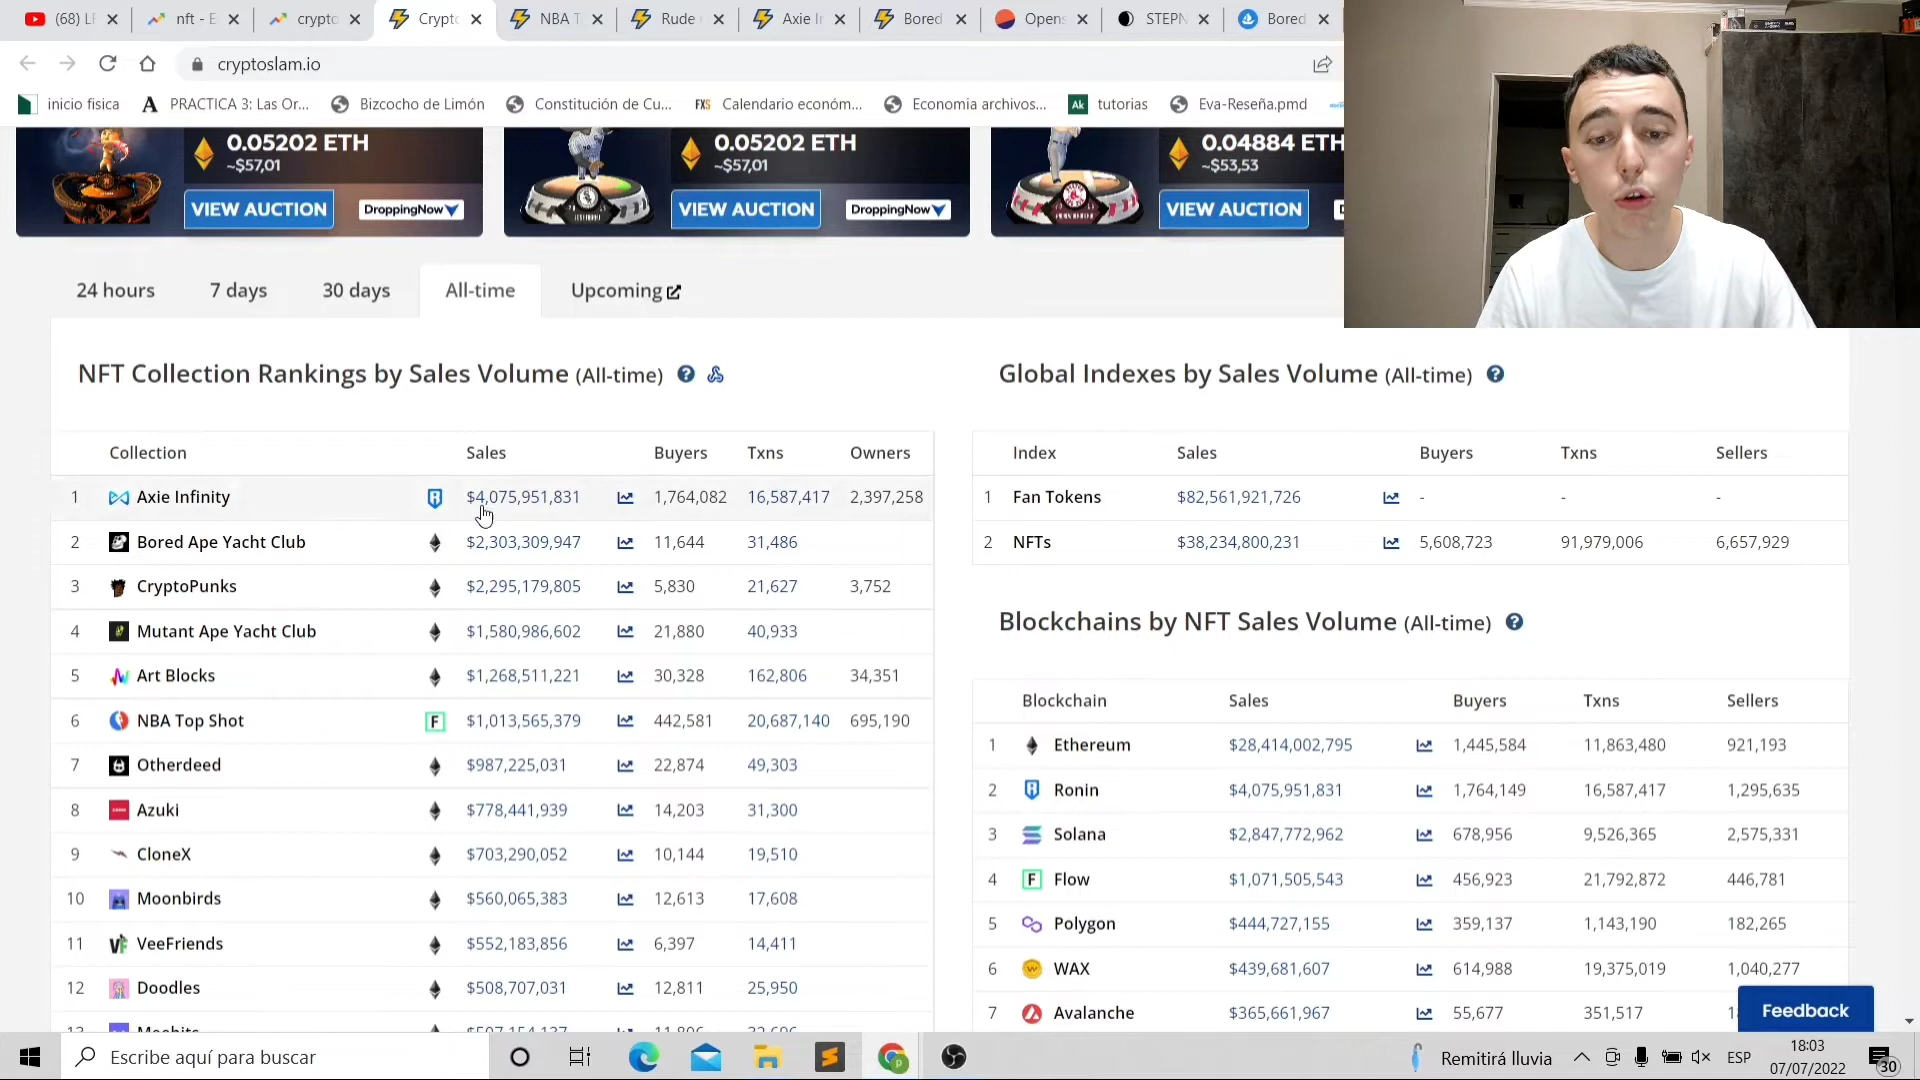 (68) LF
nft - E
crypto
Crypto
NBA T
Rude
Axie In
Bored
Opens
STEPN
Bored
cryptoslam.io
inicio fisica
PRACTICA 3: Las Or...
Bizcocho de Limón
Constitución de Cu...
FXS Calendario económ...
Economia archivos...
Ak tutorias
Eva-Reseña.pmd
0.05202 ETH
~$57,01
VIEW AUCTION
DroppingNow
0.05202 ETH
~$57,01
VIEW AUCTION
DroppingNow
0.04884 ETH
~$53,53
VIEW AUCTION
24 hours 7 days 30 days All-time Upcoming
NFT Collection Rankings by Sales Volume (All-time)
Collection Sales Buyers Txns Owners
1 Axie Infinity $4,075,951,831 1,764,082 16,587,417 2,397,258
2 Bored Ape Yacht Club $2,303,309,947 11,644 31,486
3 CryptoPunks $2,295,179,805 5,830 21,627 3,752
4 Mutant Ape Yacht Club $1,580,986,602 21,880 40,933
5 Art Blocks $1,268,511,221 30,328 162,806 34,351
6 NBA Top Shot F $1,013,565,379 442,581 20,687,140 695,190
7 Otherdeed $987,225,031 22,874 49,303
8 Azuki $778,441,939 14,203 31,300
9 CloneX $703,290,052 10,144 19,510
10 Moonbirds $560,065,383 12,613 17,608
11 VeeFriends $552,183,856 6,397 14,411
12 Doodles $508,707,031 12,811 25,950
Global Indexes by Sales Volume (All-time)
Index Sales Buyers Txns Sellers
1 Fan Tokens $82,561,921,726 - - -
2 NFTs $38,234,800,231 5,608,723 91,979,006 6,657,929
Blockchains by NFT Sales Volume (All-time)
Blockchain Sales Buyers Txns Sellers
1 Ethereum $28,414,002,795 1,445,584 11,863,480 921,193
2 Ronin $4,075,951,831 1,764,149 16,587,417 1,295,635
3 Solana $2,847,772,962 678,956 9,526,365 2,575,331
4 F Flow $1,071,505,543 456,923 21,792,872 446,781
5 Polygon $444,727,155 359,137 1,143,190 182,265
6 WAX $439,681,607 614,988 19,375,019 1,040,277
7 Avalanche $365,661,967 55,677 351,517
Feedback
Escribe aquí para buscar
Remitirá lluvia
ESP
18:03
07/07/2022
30